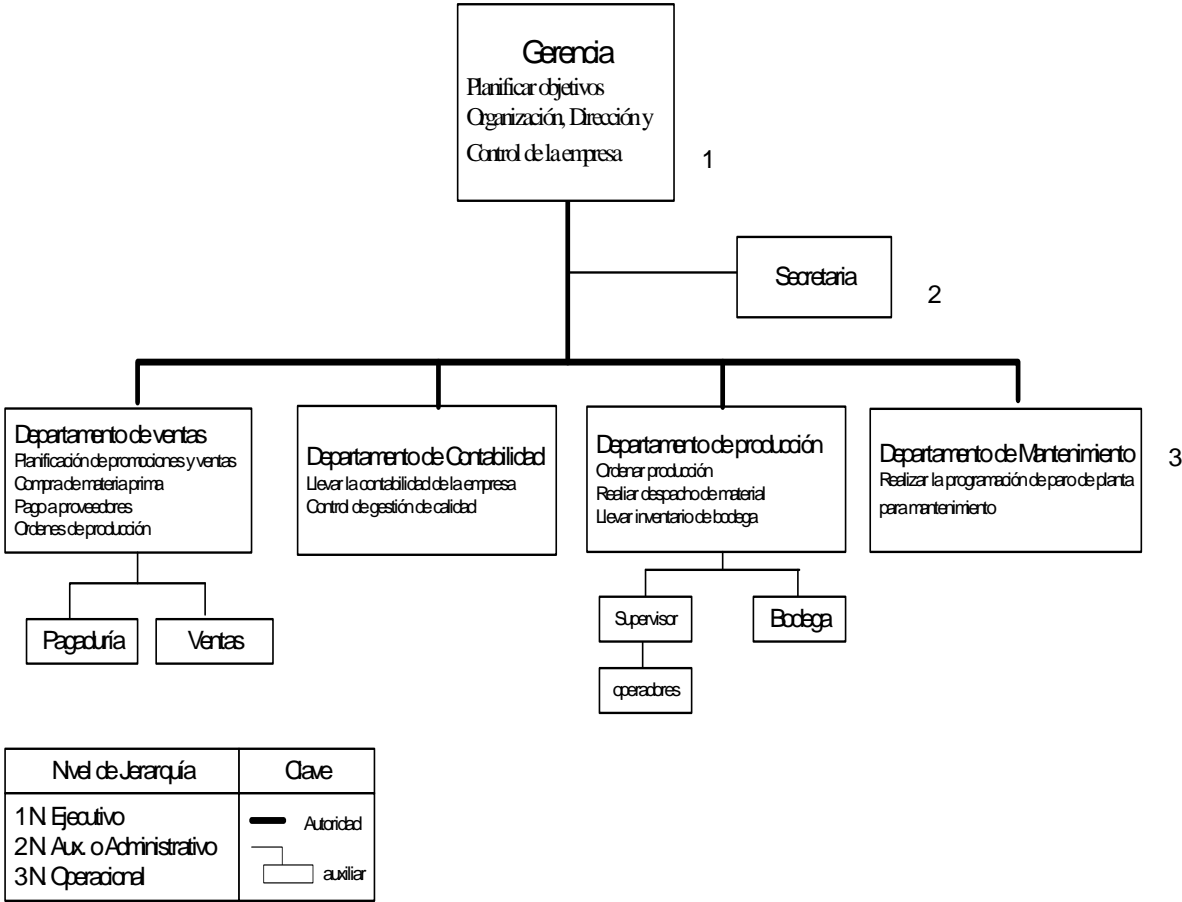 Gerencia
Planificar objetivos
Organización, Dirección y
Control de la empresa
1
Secretaria
2
Departamento de ventas
Planificación de promociones y ventas
Compra de materia prima
Pago a proveedores
Ordenes de producción
Departamento de Contabilidad
Llevar la contabilidad de la empresa
Control de gestión de calidad
Departamento de producción
Ordenar producción
Realiar despacho de material
Llevar inventario de bodega
Departamento de Mantenimiento
Realizar la programación de paro de planta
para mantenimiento
3
Pagaduría
Ventas
Supervisor
Bodega
operadores
Nivel de Jerarquía
Clave
1 N. Ejecutivo
2 N. Aux. o Administrativo
3 N. Operacional
Autoridad
auxiliar